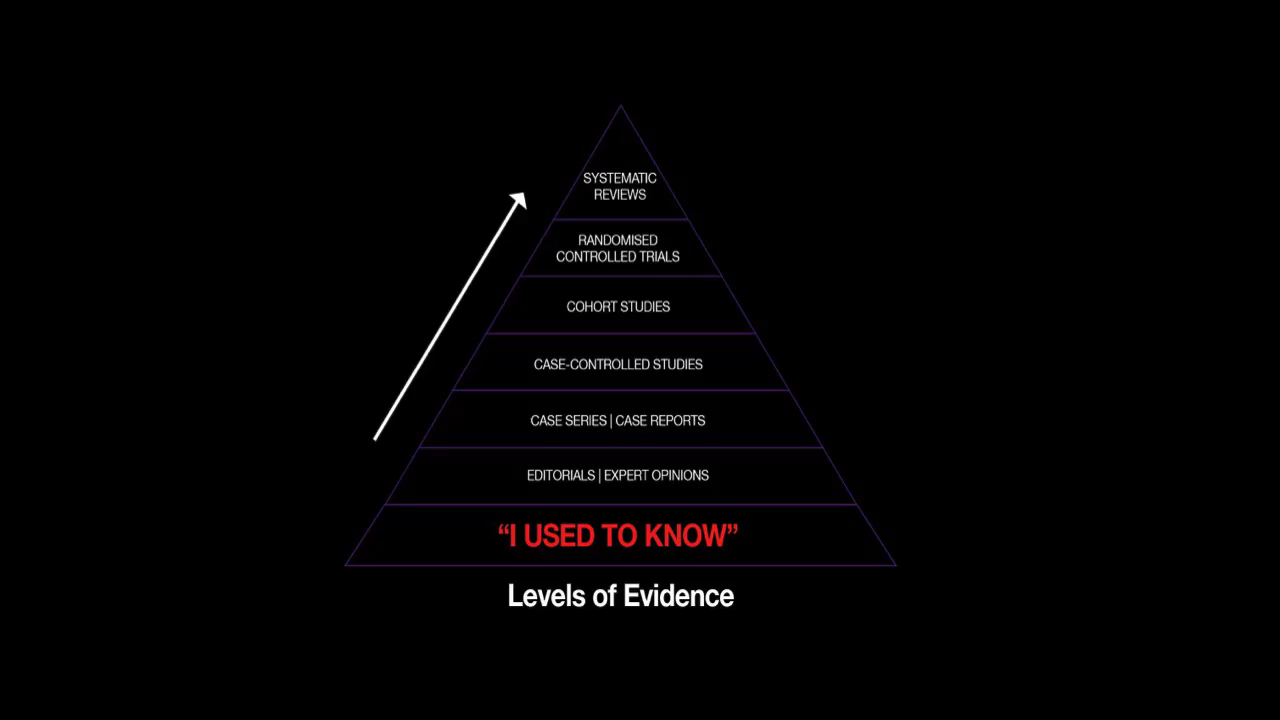 SYSTEMATIC
REVIEWS
RANDOMISED
CONTROLLED TRIALS
COHORT STUDIES
CASE-CONTROLLED STUDIES
CASE SERIES | CASE REPORTS
EDITORIALS | EXPERT OPINIONS
“I USED TO KNOW”
Levels of Evidence